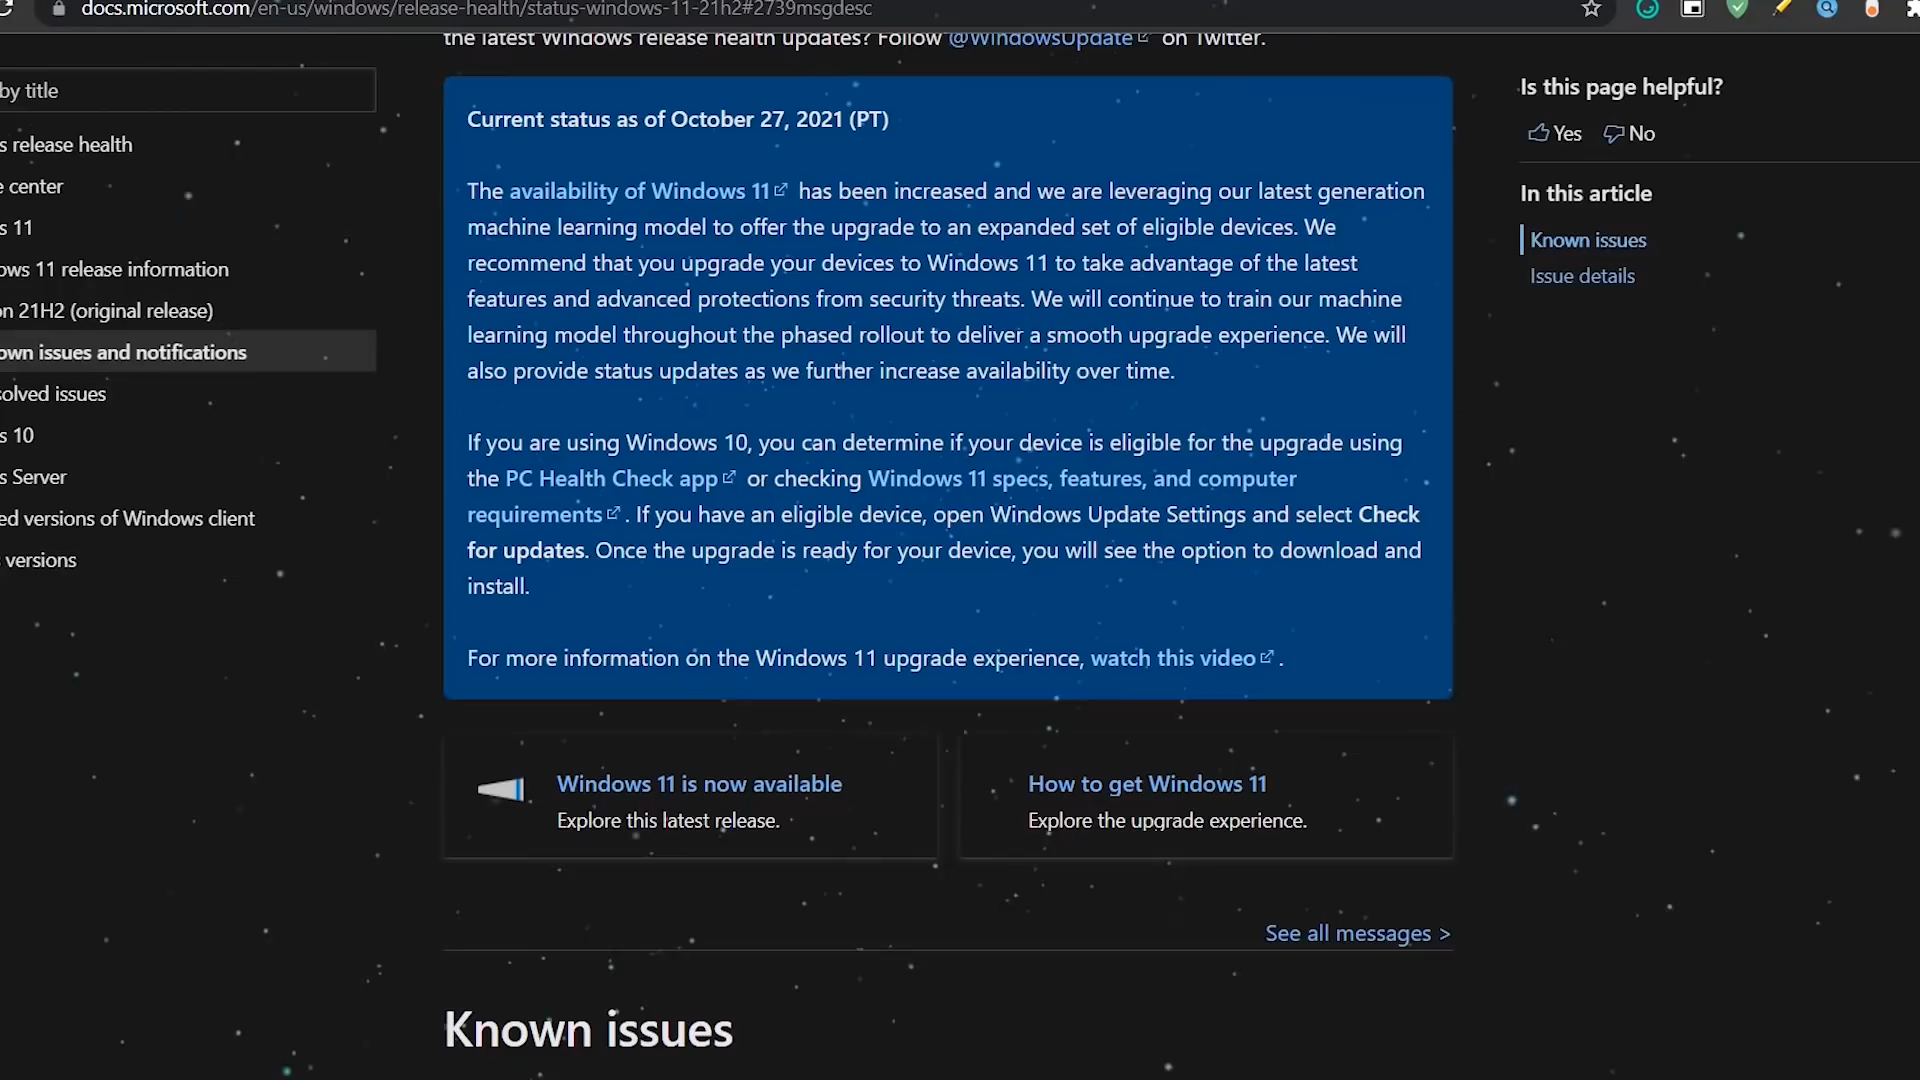 docs.microsoft.com/en-us/windows/release-health/status-windows-11-21h2#2739msgdesc
the latest Windows release health updates? Follow @WindowsUpdate on Twitter.
by title
s release health
e center
s 11
ows 11 release information
on 21H2 (original release)
own issues and notifications
solved issues
s 10
s Server
ed versions of Windows client
versions
Current status as of October 27, 2021 (PT)
The availability of Windows 11 has been increased and we are leveraging our latest generation
machine learning model to offer the upgrade to an expanded set of eligible devices. We
recommend that you upgrade your devices to Windows 11 to take advantage of the latest
features and advanced protections from security threats. We will continue to train our machine
learning model throughout the phased rollout to deliver a smooth upgrade experience. We will
also provide status updates as we further increase availability over time.
If you are using Windows 10, you can determine if your device is eligible for the upgrade using
the PC Health Check app or checking Windows 11 specs, features, and computer
requirements. If you have an eligible device, open Windows Update Settings and select Check
for updates. Once the upgrade is ready for your device, you will see the option to download and
install.
For more information on the Windows 11 upgrade experience, watch this video.
Windows 11 is now available
Explore this latest release.
How to get Windows 11
Explore the upgrade experience.
See all messages >
Known issues
Is this page helpful?
Yes No
In this article
Known issues
Issue details